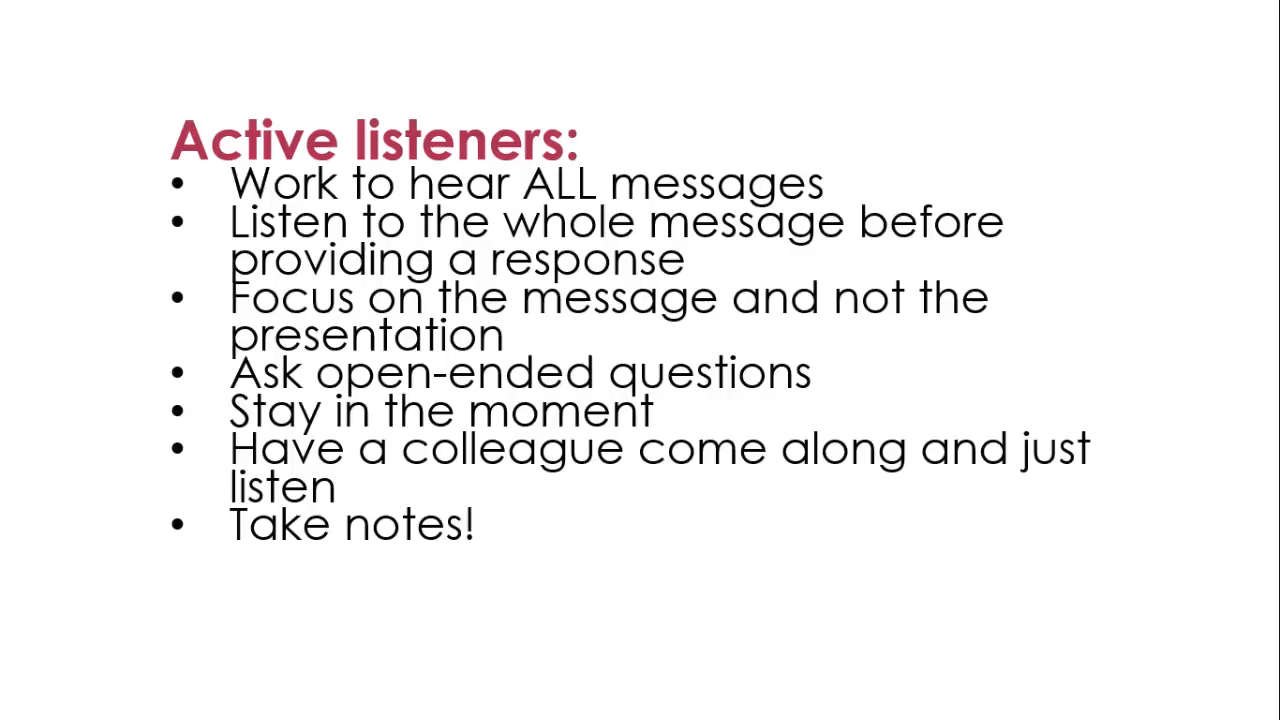 Active listeners:
• Work to hear ALL messages
• Listen to the whole message before
providing a response
• Focus on the message and not the
presentation
• Ask open-ended questions
• Stay in the moment
• Have a colleague come along and just
listen
• Take notes!